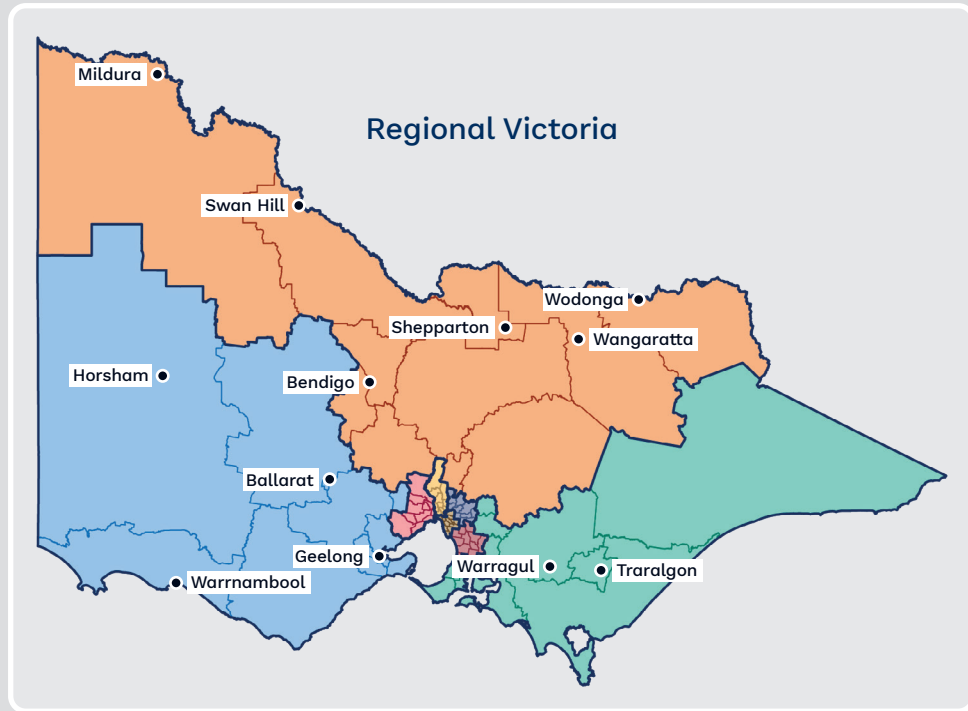 Mildura
Regional Victoria
Swan Hill
Wodonga
Shepparton
Wangaratta
Horsham
Bendigo
Ballarat
Geelong
Warragul
Traralgon
Warrnambool